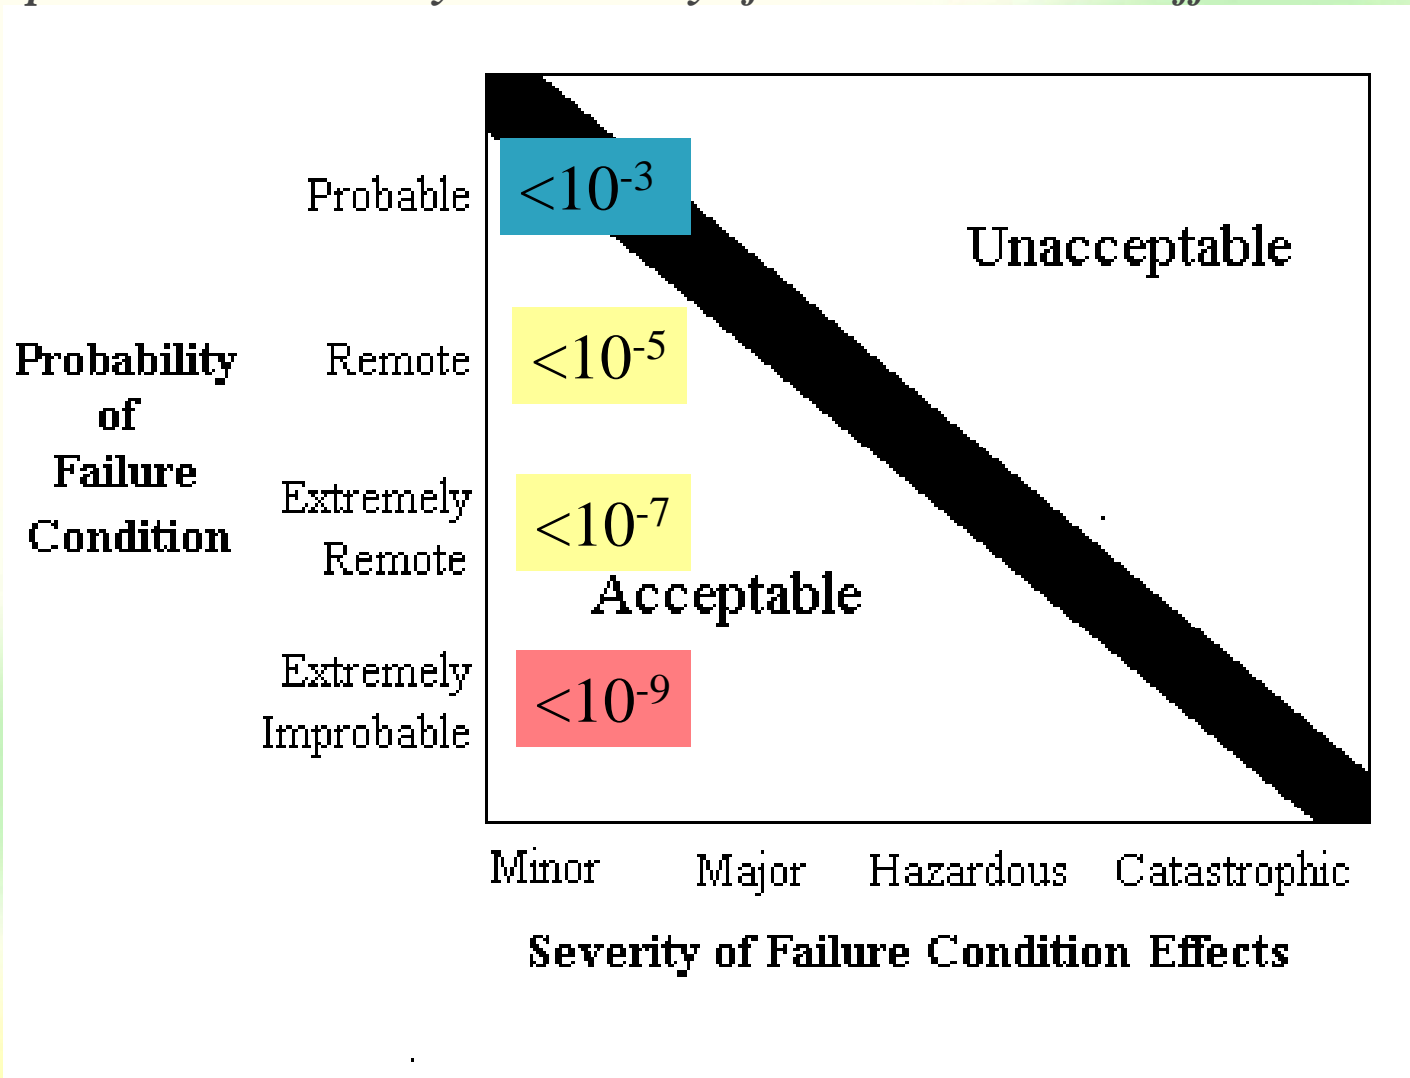 Probable
<10-3
Unacceptable
Probability
of
Failure
Condition
Remote
<10-5
Extremely
Remote
<10-7
Acceptable
Extremely
Improbable
<10-9
Minor Major Hazardous Catastrophic
Severity of Failure Condition Effects